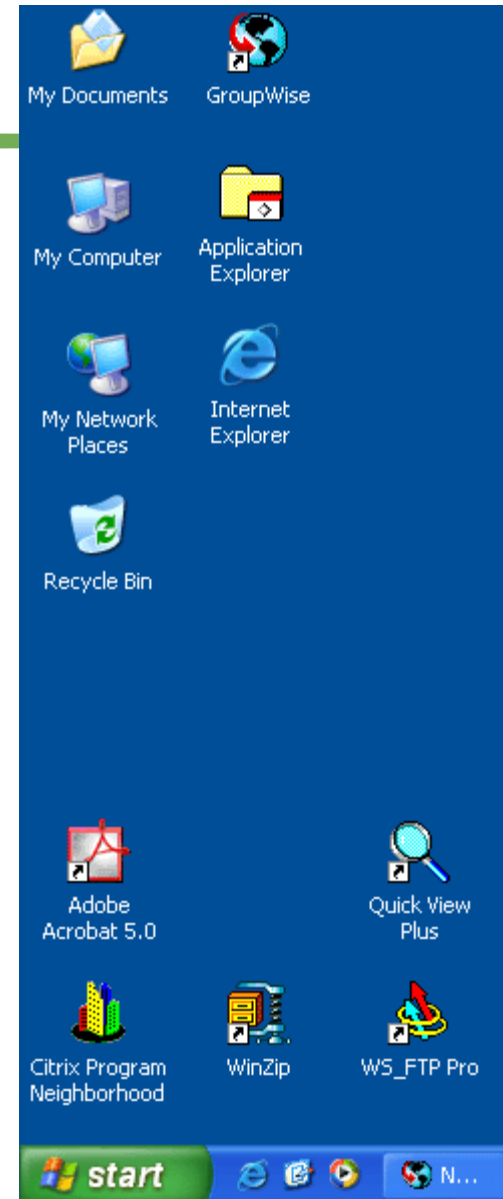 My Documents
GroupWise
My Computer
Application
Explorer
My Network
Places
Internet
Explorer
Recycle Bin
Adobe
Acrobat 5.0
Quick View
Plus
Citrix Program
Neighborhood
WinZip
WS_FTP Pro
start
N...